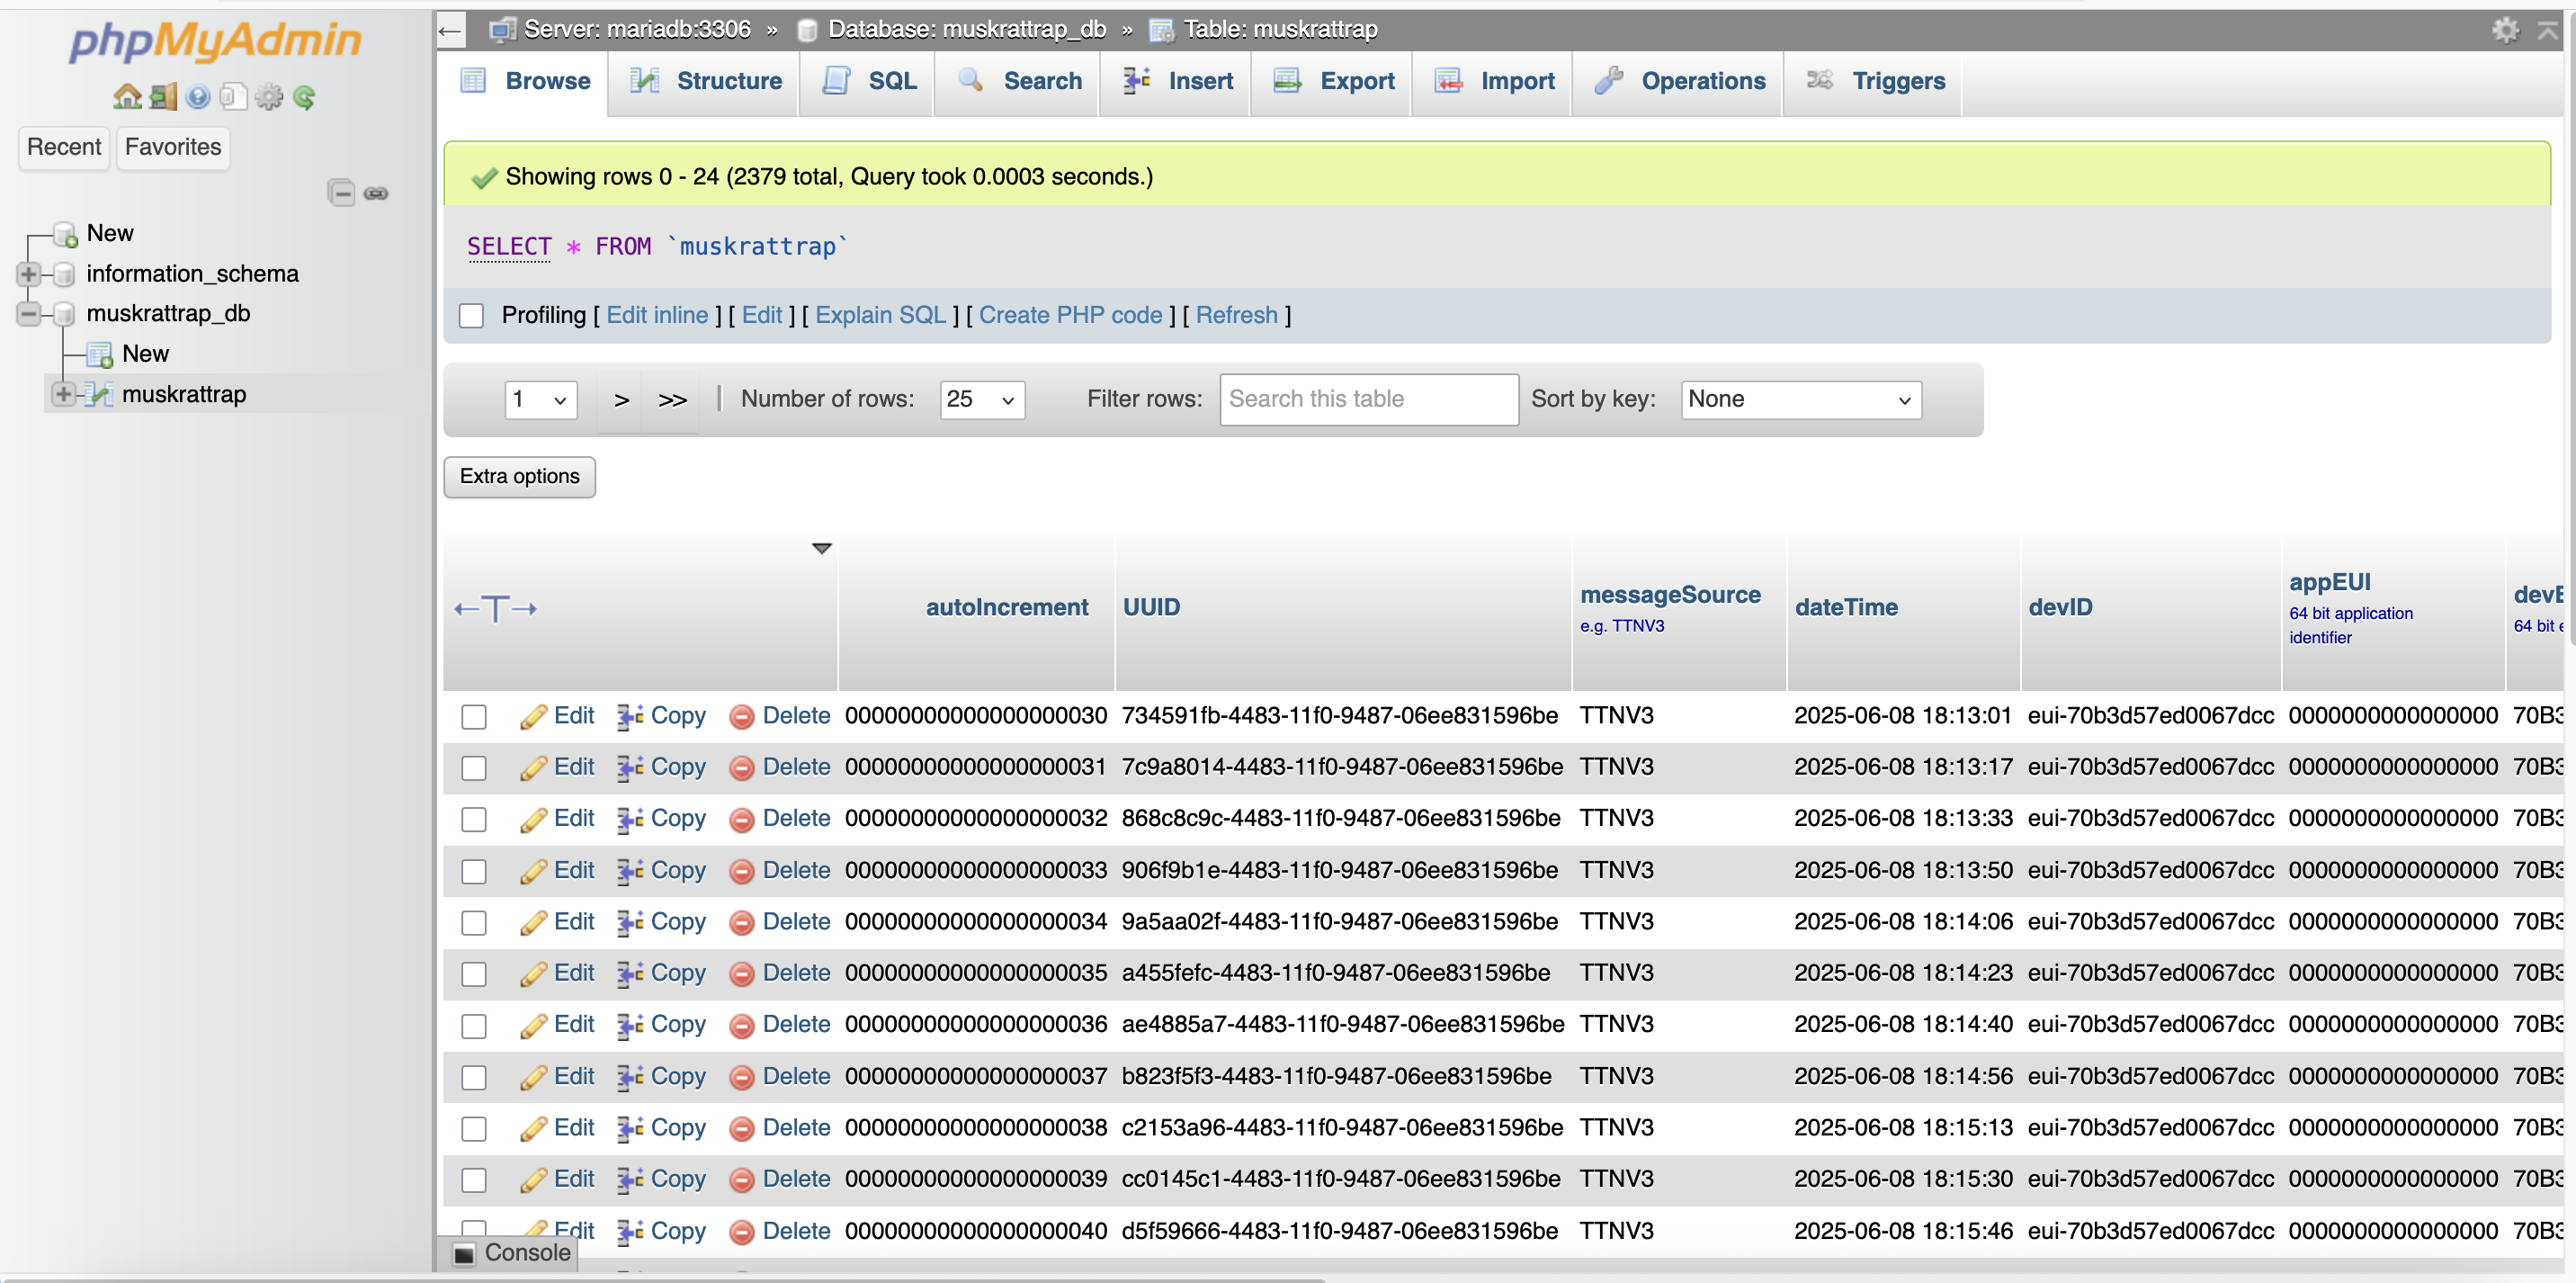 phpMyAdmin
Recent Favorites
New
information_schema
muskrattrap_db
New
muskrattrap
← Server: mariadb:3306 » Database: muskrattrap_db » Table: muskrattrap
Browse Structure SQL Search Insert Export Import Operations Triggers
Showing rows 0 - 24 (2379 total, Query took 0.0003 seconds.)
SELECT * FROM `muskrattrap`
Profiling [ Edit inline ] [ Edit ] [ Explain SQL ] [ Create PHP code ] [ Refresh ]
1 > >> | Number of rows: 25 Filter rows: Search this table Sort by key: None
Extra options
←T→ autoIncrement UUID messageSource e.g. TTNV3 dateTime devID appEUI 64 bit application identifier devE 64 bit e
Edit Copy Delete 00000000000000000030 734591fb-4483-11f0-9487-06ee831596be TTNV3 2025-06-08 18:13:01 eui-70b3d57ed0067dcc 0000000000000000 70B3
Edit Copy Delete 00000000000000000031 7c9a8014-4483-11f0-9487-06ee831596be TTNV3 2025-06-08 18:13:17 eui-70b3d57ed0067dcc 0000000000000000 70B3
Edit Copy Delete 00000000000000000032 868c8c9c-4483-11f0-9487-06ee831596be TTNV3 2025-06-08 18:13:33 eui-70b3d57ed0067dcc 0000000000000000 70B3
Edit Copy Delete 00000000000000000033 906f9b1e-4483-11f0-9487-06ee831596be TTNV3 2025-06-08 18:13:50 eui-70b3d57ed0067dcc 0000000000000000 70B3
Edit Copy Delete 00000000000000000034 9a5aa02f-4483-11f0-9487-06ee831596be TTNV3 2025-06-08 18:14:06 eui-70b3d57ed0067dcc 0000000000000000 70B3
Edit Copy Delete 00000000000000000035 a455fefc-4483-11f0-9487-06ee831596be TTNV3 2025-06-08 18:14:23 eui-70b3d57ed0067dcc 0000000000000000 70B3
Edit Copy Delete 00000000000000000036 ae4885a7-4483-11f0-9487-06ee831596be TTNV3 2025-06-08 18:14:40 eui-70b3d57ed0067dcc 0000000000000000 70B3
Edit Copy Delete 00000000000000000037 b823f5f3-4483-11f0-9487-06ee831596be TTNV3 2025-06-08 18:14:56 eui-70b3d57ed0067dcc 0000000000000000 70B3
Edit Copy Delete 00000000000000000038 c2153a96-4483-11f0-9487-06ee831596be TTNV3 2025-06-08 18:15:13 eui-70b3d57ed0067dcc 0000000000000000 70B3
Edit Copy Delete 00000000000000000039 cc0145c1-4483-11f0-9487-06ee831596be TTNV3 2025-06-08 18:15:30 eui-70b3d57ed0067dcc 0000000000000000 70B3
Edit Copy Delete 00000000000000000040 d5f59666-4483-11f0-9487-06ee831596be TTNV3 2025-06-08 18:15:46 eui-70b3d57ed0067dcc 0000000000000000 70B3
Console